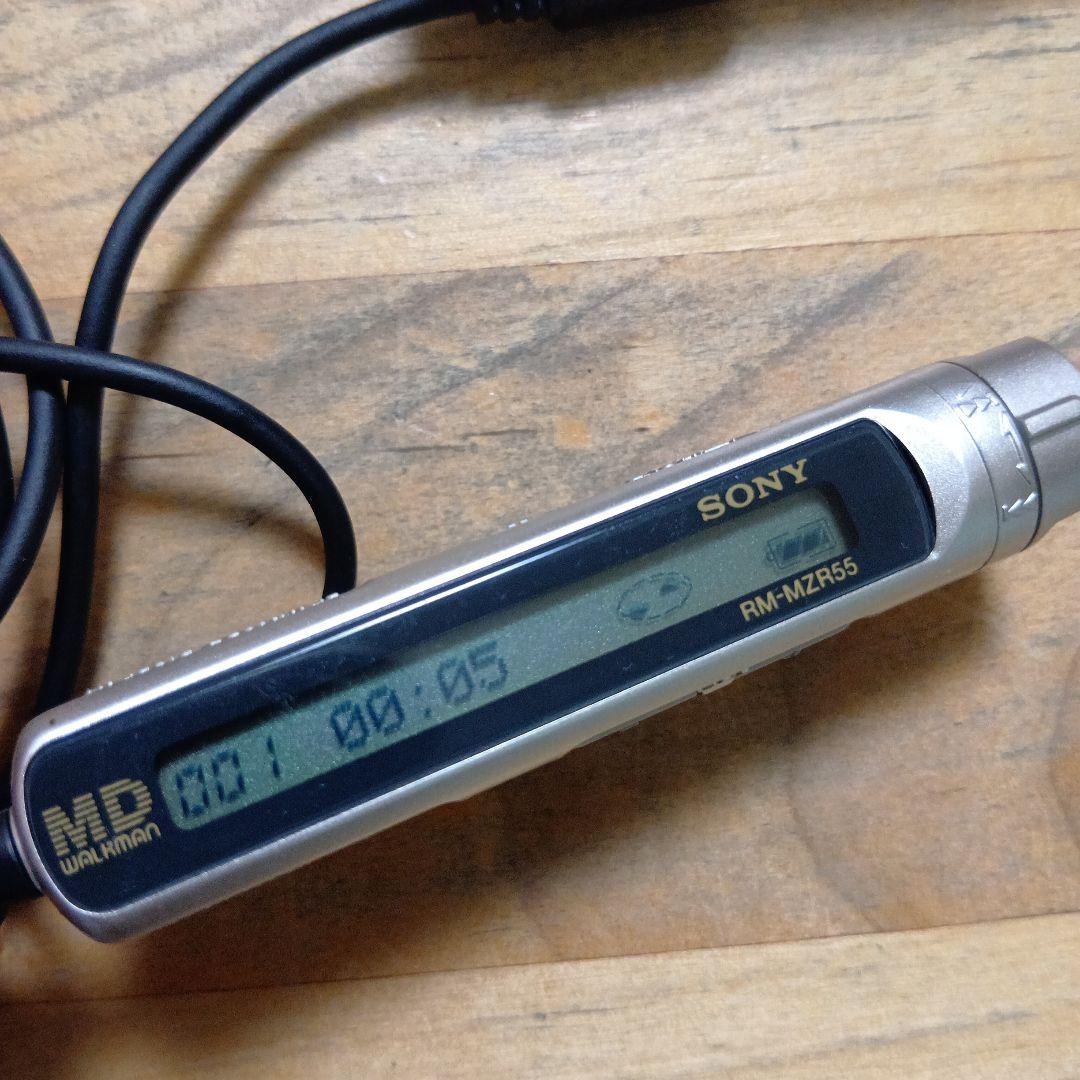 SONY
001 00:05
RM-MZR55
MD
WALKMAN